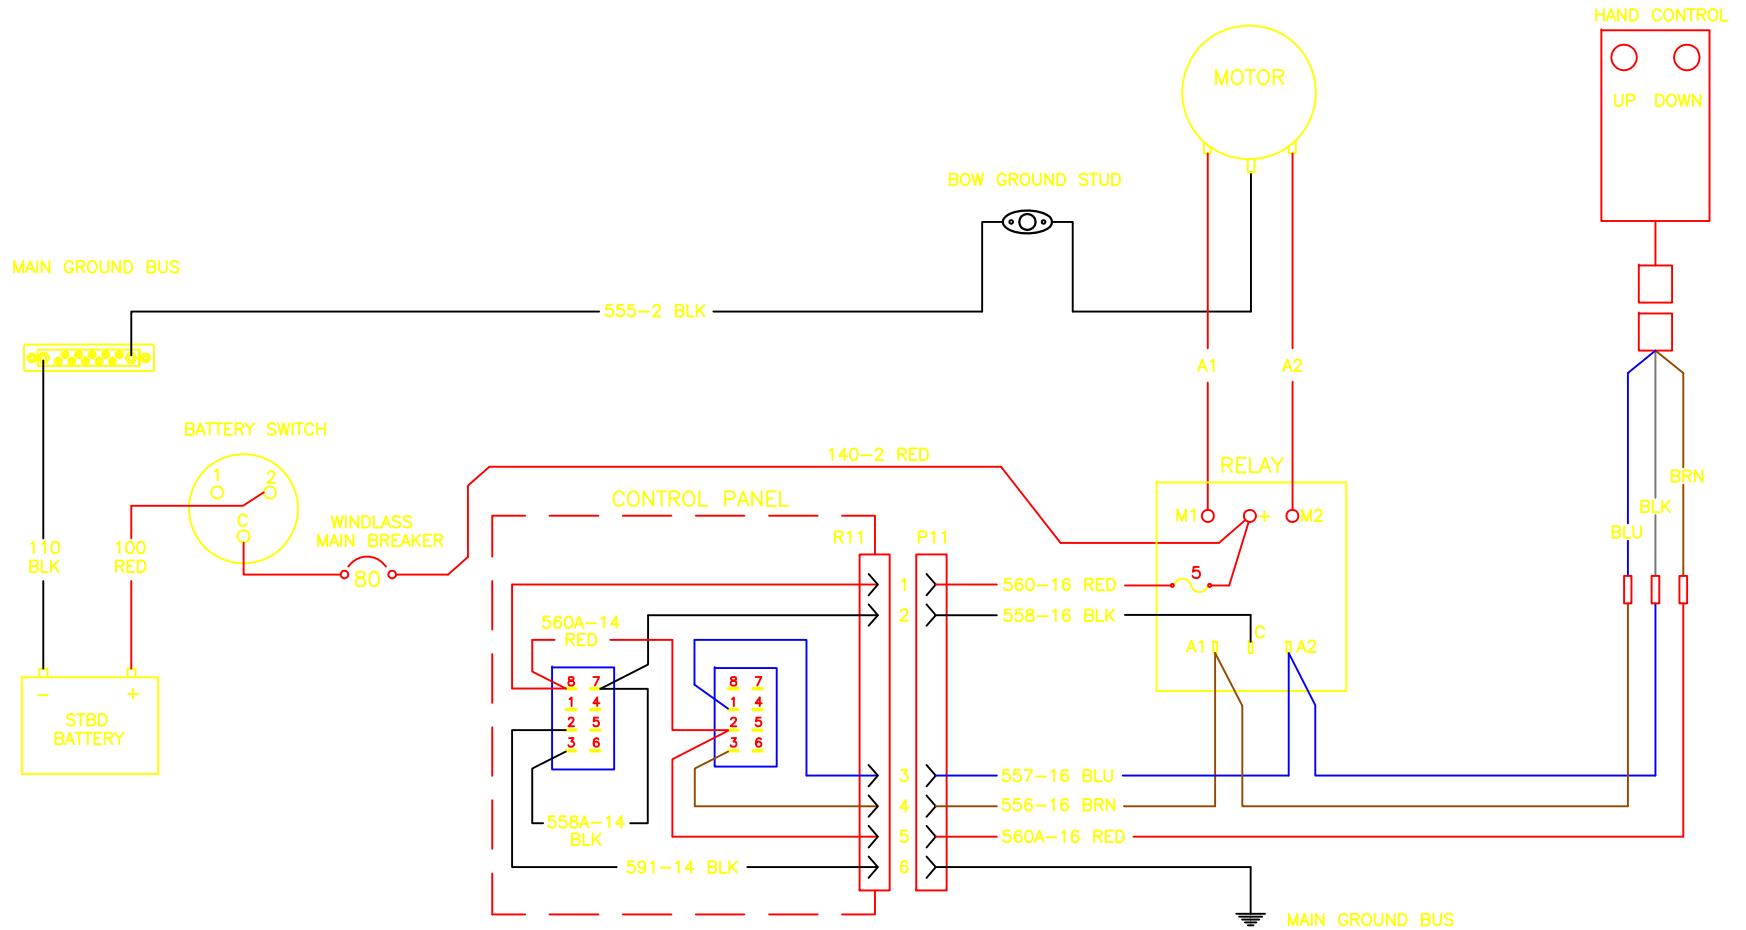 HAND CONTROL
MOTOR
UP DOWN
BOW GROUND STUD
MAIN GROUND BUS
555-2 BLK
A1
A2
BATTERY SWITCH
140-2 RED
RELAY
1
2
C
CONTROL PANEL
BRN
BLK
BLU
M1
+
M2
WINDLASS
MAIN BREAKER
80
R11
P11
110
BLK
100
RED
5
1
560-16 RED
2
558-16 BLK
560A-14
RED
A1
C
A2
8 7
1 4
2 5
3 6
8 7
1 4
2 5
3 6
- +
STBD
BATTERY
3
557-16 BLU
4
556-16 BRN
558A-14
BLK
5
560A-16 RED
591-14 BLK
6
MAIN GROUND BUS